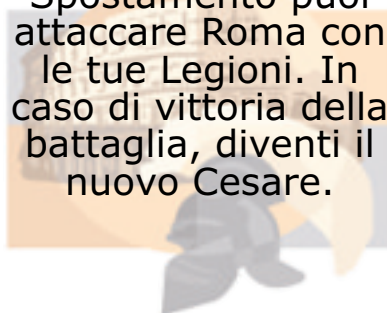 Spostamento puoi
attaccare Roma con
le tue Legioni. In
caso di vittoria della
battaglia, diventi il
nuovo Cesare.